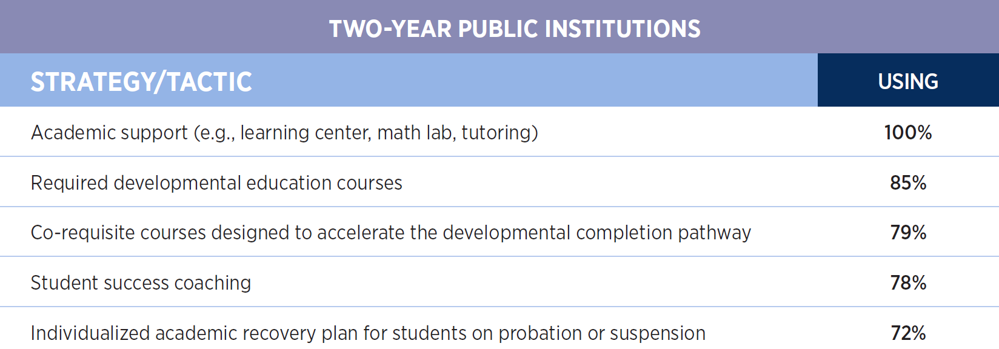 TWO-YEAR PUBLIC INSTITUTIONS
STRATEGY/TACTIC USING
Academic support (e.g., learning center, math lab, tutoring) 100%
Required developmental education courses 85%
Co-requisite courses designed to accelerate the developmental completion pathway 79%
Student success coaching 78%
Individualized academic recovery plan for students on probation or suspension 72%